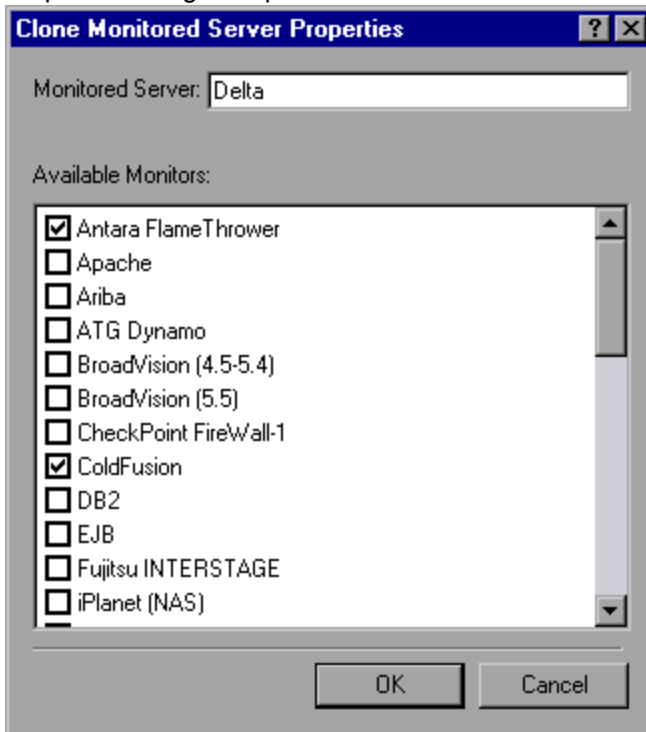 Clone Monitored Server Properties
Monitored Server: Delta
Available Monitors:
Antara FlameThrower
Apache
Ariba
ATG Dynamo
BroadVision (4.5-5.4)
BroadVision (5.5)
CheckPoint FireWall-1
ColdFusion
DB2
EJB
Fujitsu INTERSTAGE
iPlanet (NAS)
OK Cancel